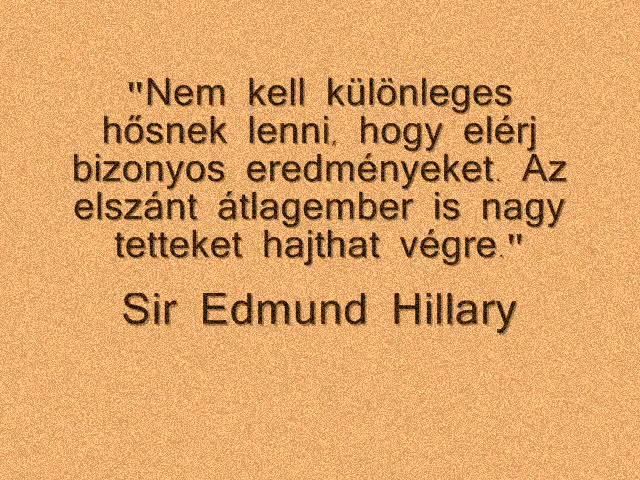 "Nem kell különleges
hősnek lenni, hogy elérj
bizonyos eredményeket. Az
elszánt átlagember is nagy
tetteket hajthat végre."
Sir Edmund Hillary